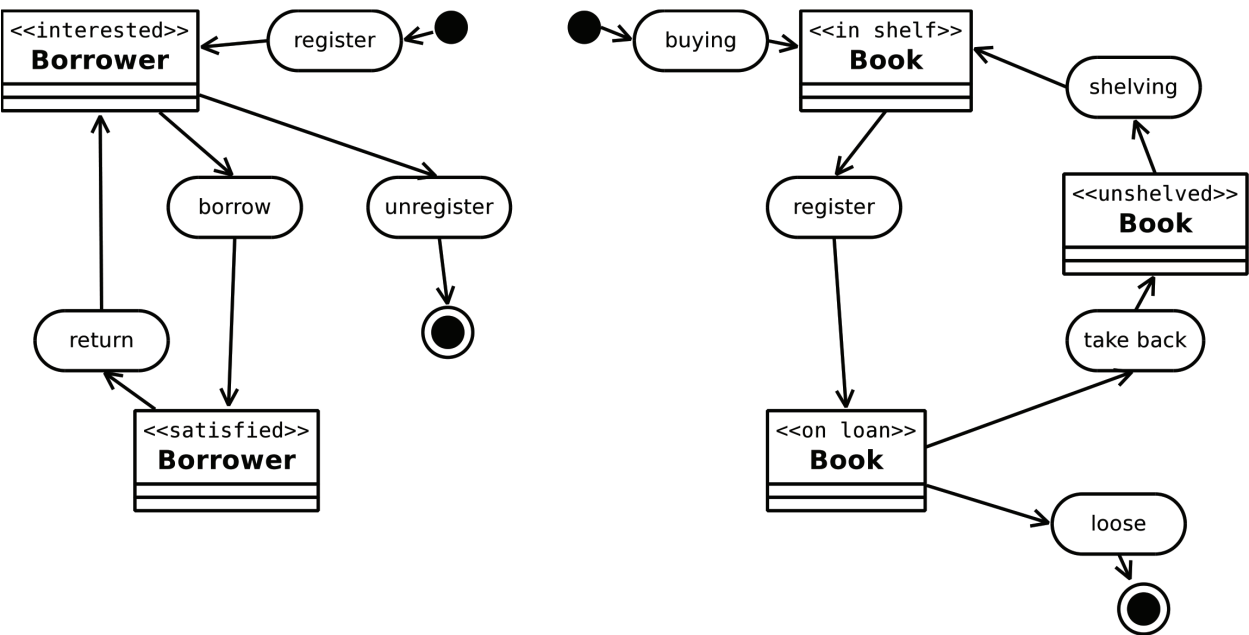 <<interested>>
Borrower
register
borrow
unregister
return
<<satisfied>>
Borrower
buying
<<in shelf>>
Book
shelving
register
<<unshelved>>
Book
take back
<<on loan>>
Book
loose